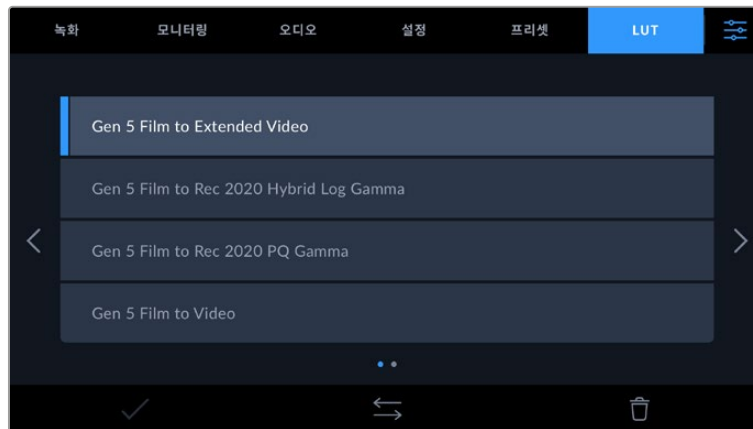 녹화 모니터링 오디오 설정 프리셋 LUT
Gen 5 Film to Extended Video
Gen 5 Film to Rec 2020 Hybrid Log Gamma
Gen 5 Film to Rec 2020 PQ Gamma
Gen 5 Film to Video